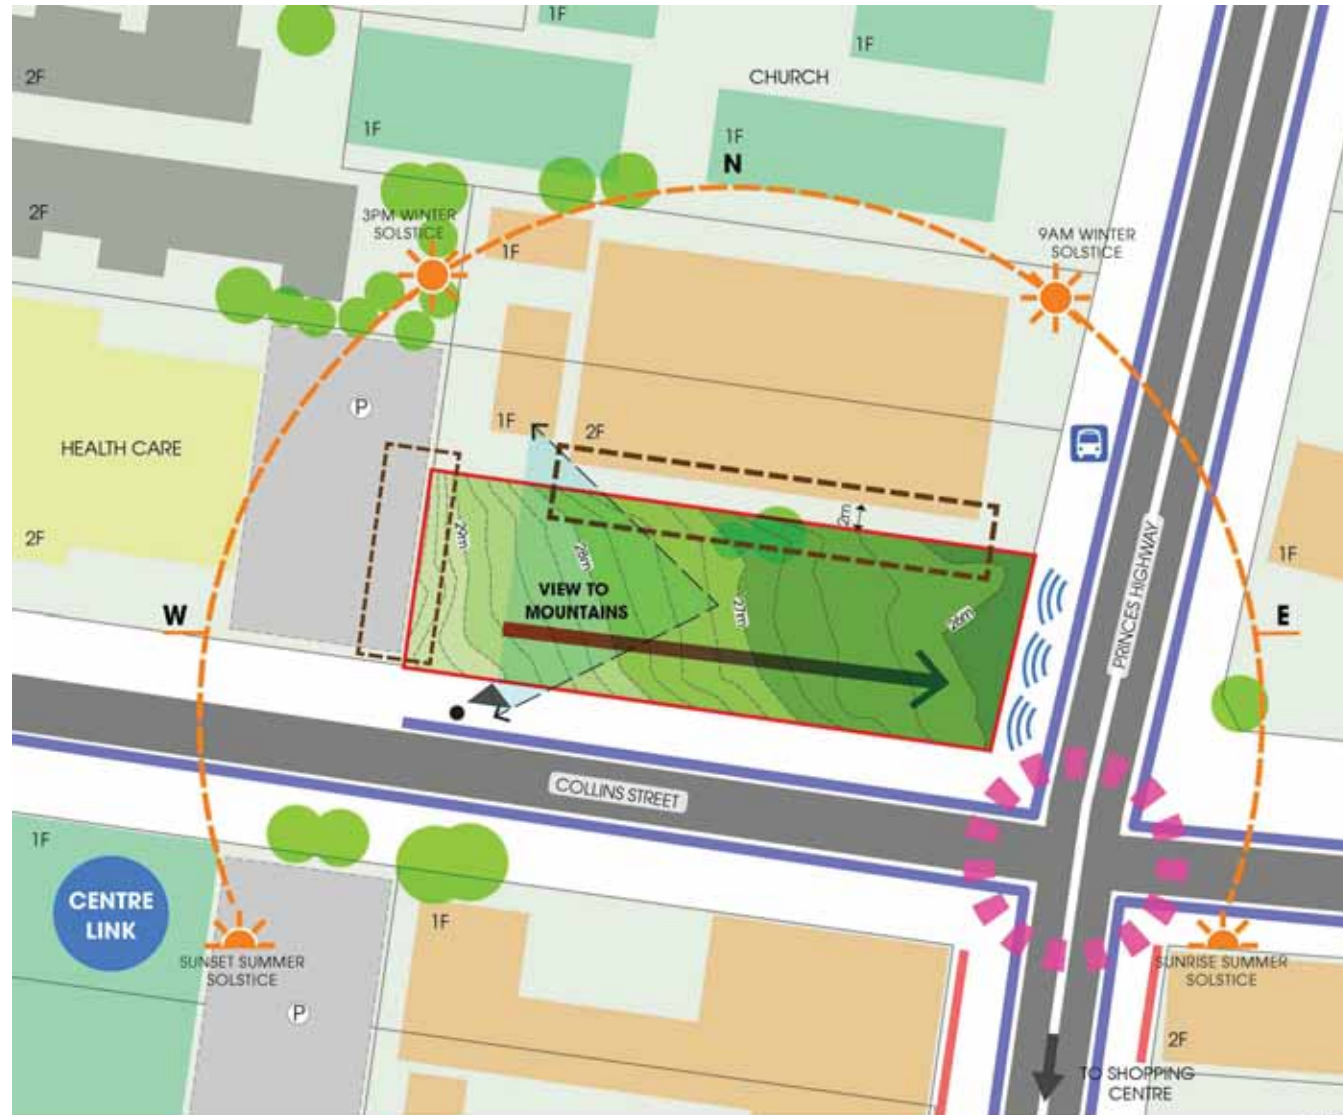 1F
1F
2F
CHURCH
1F
1F
N
2F
3PM WINTER
SOLSTICE
9AM WINTER
SOLSTICE
1F
P
1F
2F
HEALTH CARE
2F
2m
1F
29m
28m
VIEW TO
MOUNTAINS
27m
26m
PRINCES HIGHWAY
W
E
COLLINS STREET
1F
CENTRE
LINK
1F
SUNSET SUMMER
SOLSTICE
SUNRISE SUMMER
SOLSTICE
P
2F
TO SHOPPING
CENTRE